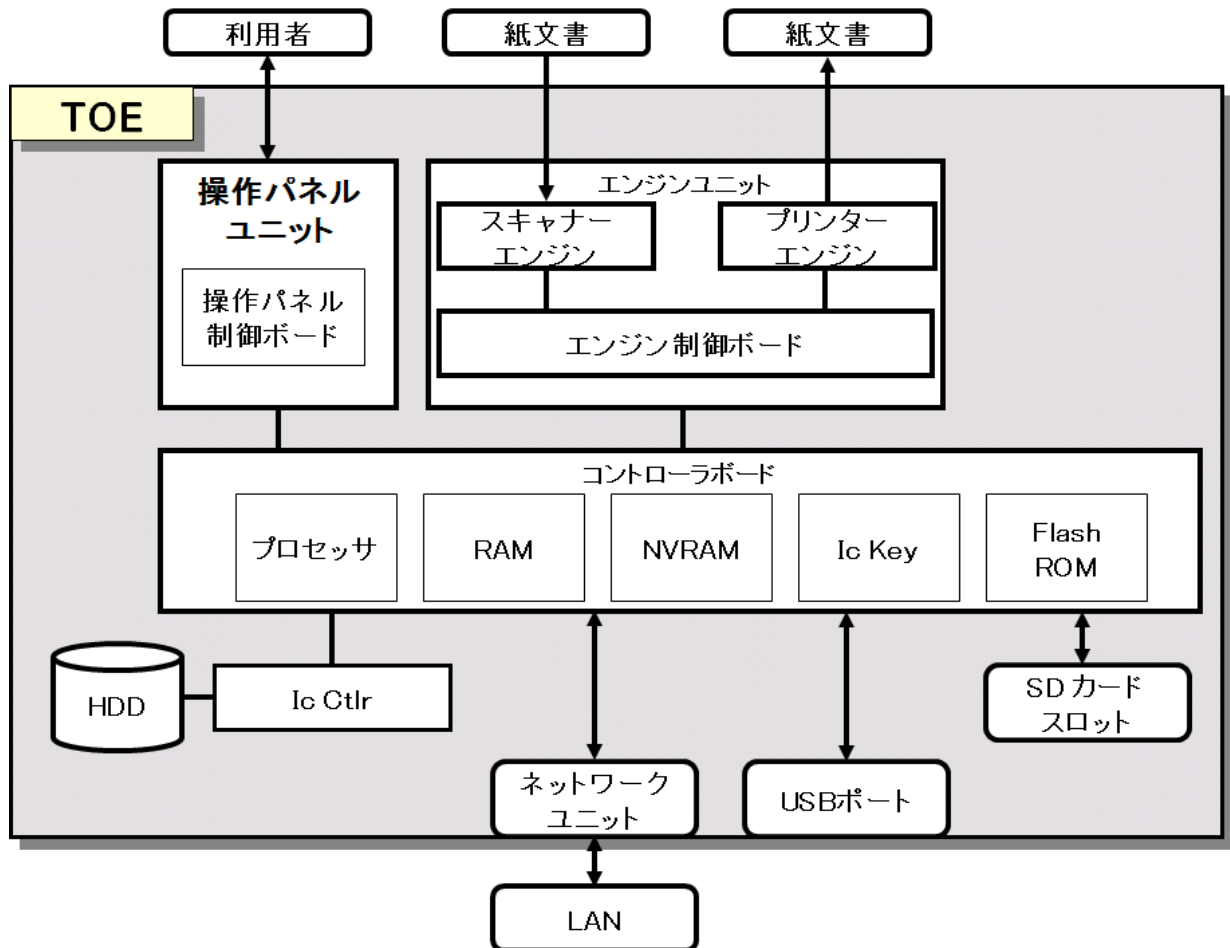 利用者
紙文書
紙文書
TOE
操作パネル
ユニット
操作パネル
制御ボード
エンジンユニット
スキャナー
エンジン
プリンター
エンジン
エンジン制御ボード
コントローラボード
プロセッサ
RAM
NVRAM
Ic Key
Flash
ROM
HDD
Ic Ctlr
SDカード
スロット
ネットワーク
ユニット
USBポート
LAN